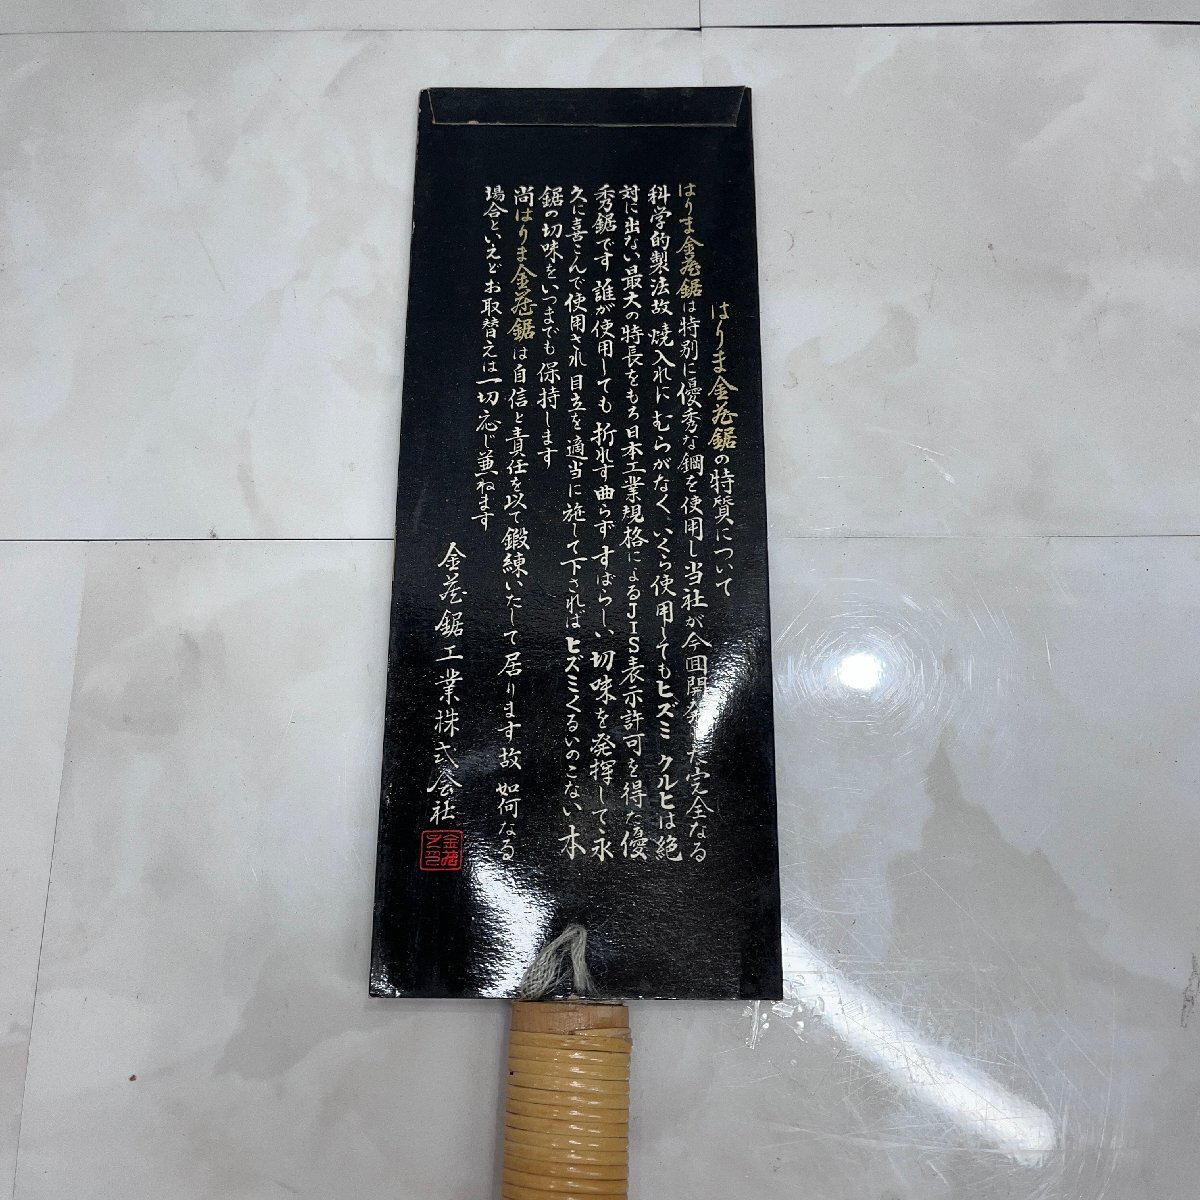 はりま金蔵鋸の特質について
はりま金蔵鋸は特別に優秀な鋼を使用し当社が今回開発した完全なる
科学的製法故 焼入れに むらがなく、いくら使用してもヒズミ クルヒは絶
対に出ない最大の特長をもろ日本工業規格によるJIS表示許可を得た優
秀鋸です 誰が使用しても 折れず曲らず すばらしい切味を発揮して永
久に喜こんで使用され 目立を適当に施して下されば ヒズミくるいのこない本
鋸の切味をいつまでも保持します
尚はりま金蔵鋸は自信と責任を以て鍛練いたして居ります故 如何なる
場合といえどお取替えは一切応じ兼ねます
金蔵鋸工業株式会社